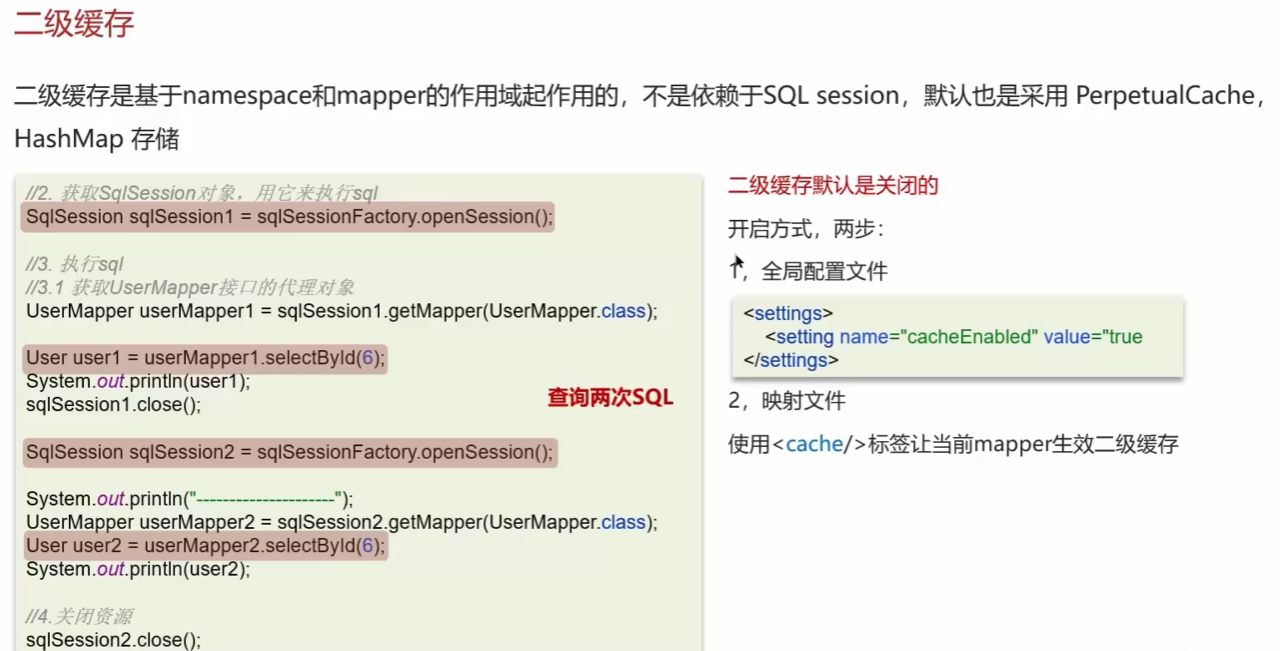 二级缓存
二级缓存是基于namespace和mapper的作用域起作用的，不是依赖于SQL session，默认也是采用 PerpetualCache，
HashMap 存储
//2. 获取SqlSession对象，用它来执行sql
SqlSession sqlSession1 = sqlSessionFactory.openSession();
//3. 执行sql
//3.1 获取UserMapper接口的代理对象
UserMapper userMapper1 = sqlSession1.getMapper(UserMapper.class);
User user1 = userMapper1.selectById(6);
System.out.println(user1);
sqlSession1.close();
查询两次SQL
SqlSession sqlSession2 = sqlSessionFactory.openSession();
System.out.println("---------------------");
UserMapper userMapper2 = sqlSession2.getMapper(UserMapper.class);
User user2 = userMapper2.selectById(6);
System.out.println(user2);
//4.关闭资源
sqlSession2.close();
二级缓存默认是关闭的
开启方式，两步：
1，全局配置文件
<settings>
<setting name="cacheEnabled" value="true
</settings>
2，映射文件
使用<cache/>标签让当前mapper生效二级缓存